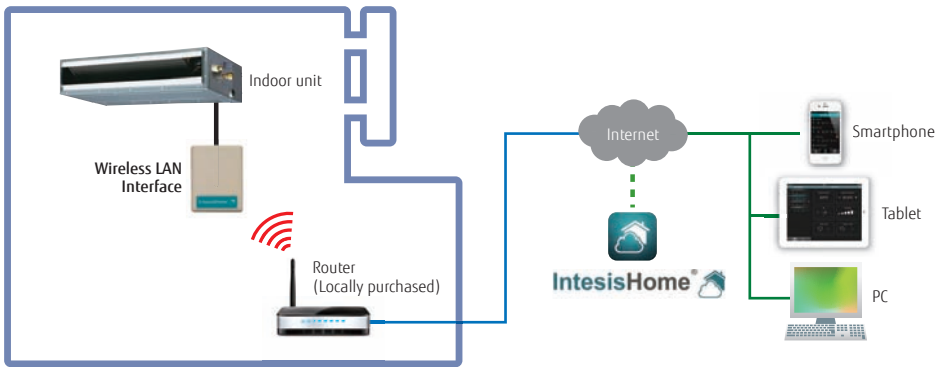 Indoor unit
Wireless LAN
Interface
Router
(Locally purchased)
Internet
IntesisHome®
Smartphone
Tablet
PC